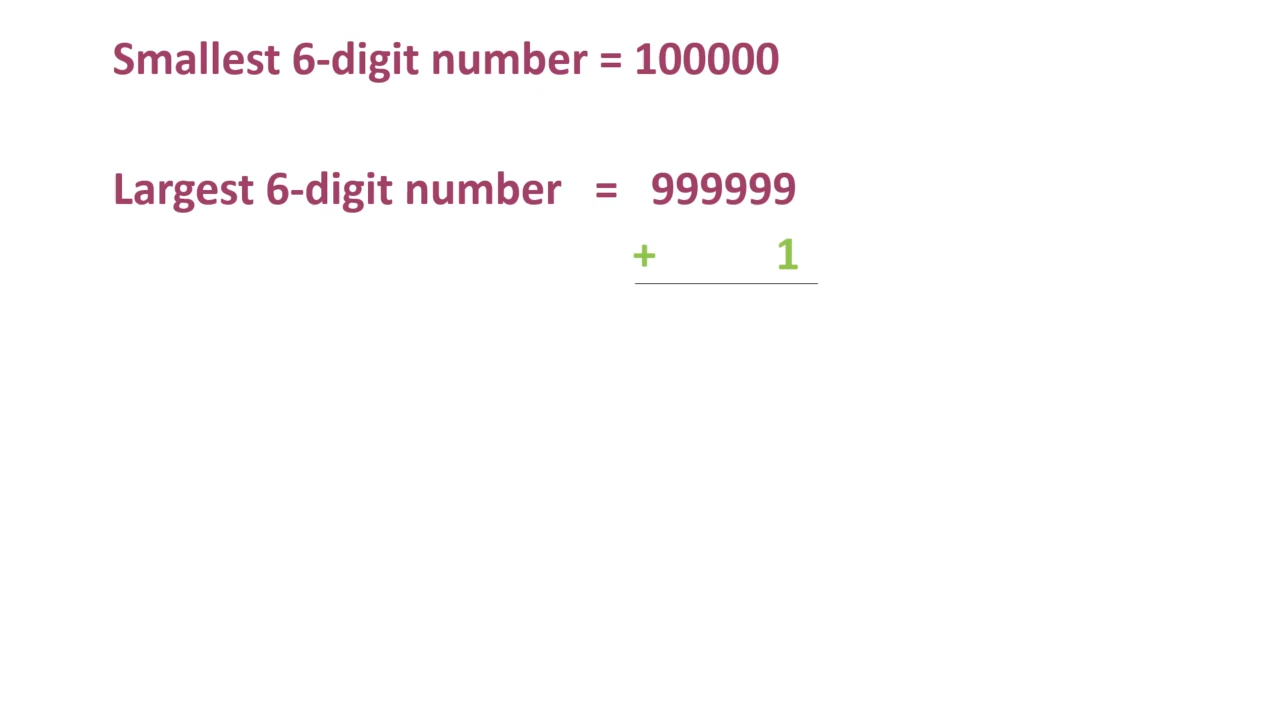 Smallest 6-digit number = 100000
Largest 6-digit number = 999999
+ 1